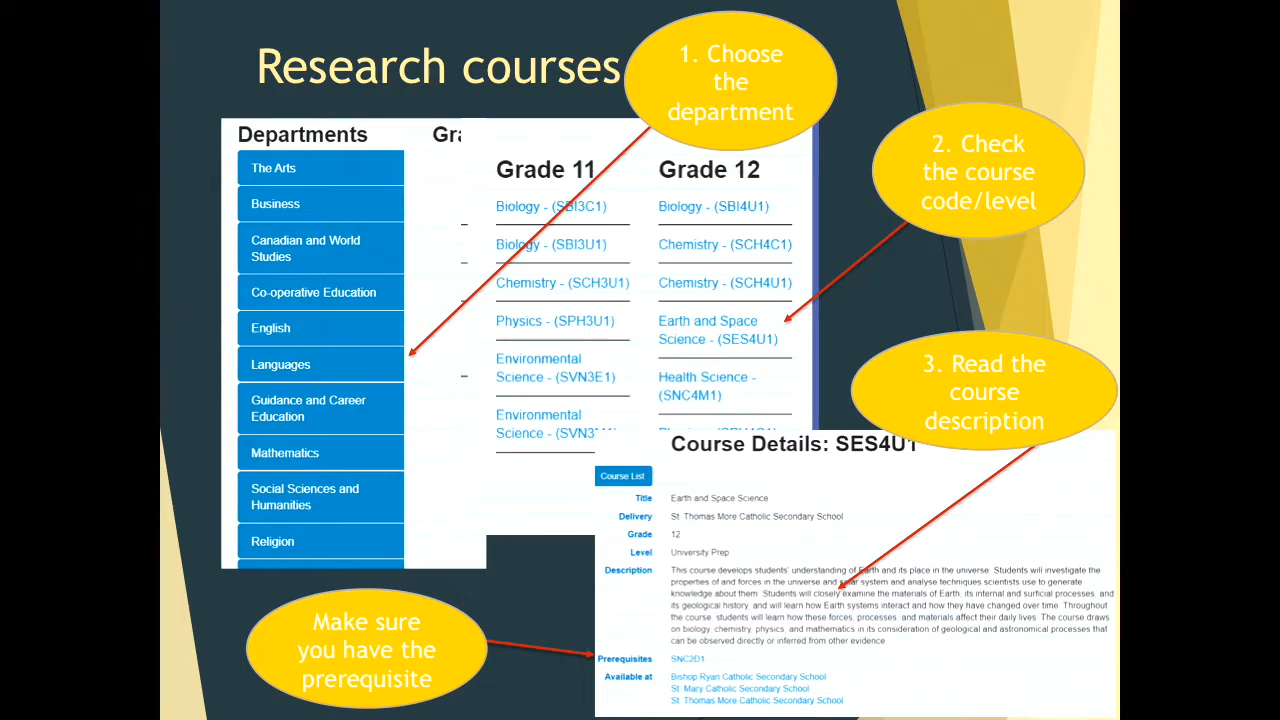 Research courses
1. Choose
the
department
2. Check
the course
code/level
3. Read the
course
description
Make sure
you have the
prerequisite
Departments
The Arts
Business
Canadian and World
Studies
Co-operative Education
English
Languages
Guidance and Career
Education
Mathematics
Social Sciences and
Humanities
Religion
Grade 11
Biology - (SBI3C1)
Biology - (SBI3U1)
Chemistry - (SCH3U1)
Physics - (SPH3U1)
Environmental
Science - (SVN3E1)
Environmental
Science -
Grade 12
Biology - (SBI4U1)
Chemistry - (SCH4C1)
Chemistry - (SCH4U1)
Earth and Space
Science - (SES4U1)
Health Science -
(SNC4M1)
Course Details: SES4U1
Course List
Title Earth and Space Science
Delivery St. Thomas More Catholic Secondary School
Grade 12
Level University Prep
Description This course develops students' understanding of Earth and its place in the universe. Students will investigate the
properties of and forces in the universe and solar system and analyse techniques scientists use to generate
knowledge about them. Students will closely examine the materials of Earth, its internal and surficial processes, and
its geological history, and will learn how Earth systems interact and how they have changed over time. Throughout
the course, students will learn how these forces, processes, and materials affect their daily lives. The course draws
on biology, chemistry, physics, and mathematics in its consideration of geological and astronomical processes that
can be observed directly or inferred from other evidence.
Prerequisites SNC2D1
Available at Bishop Ryan Catholic Secondary School
St. Mary Catholic Secondary School
St. Thomas More Catholic Secondary School